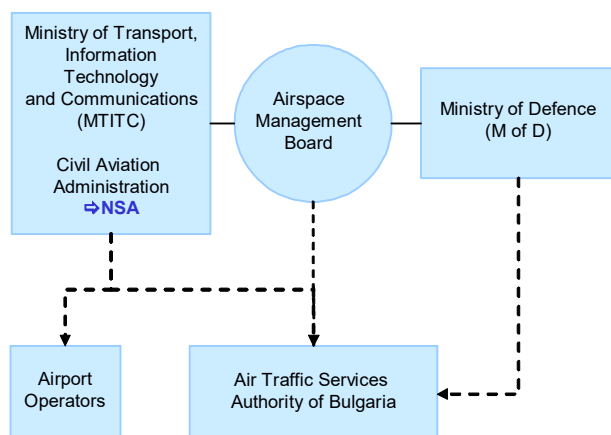 Ministry of Transport,
Information
Technology
and Communications
(MTITC)
Civil Aviation
Administration
⇨NSA
Airspace
Management
Board
Ministry of Defence
(M of D)
Airport
Operators
Air Traffic Services
Authority of Bulgaria